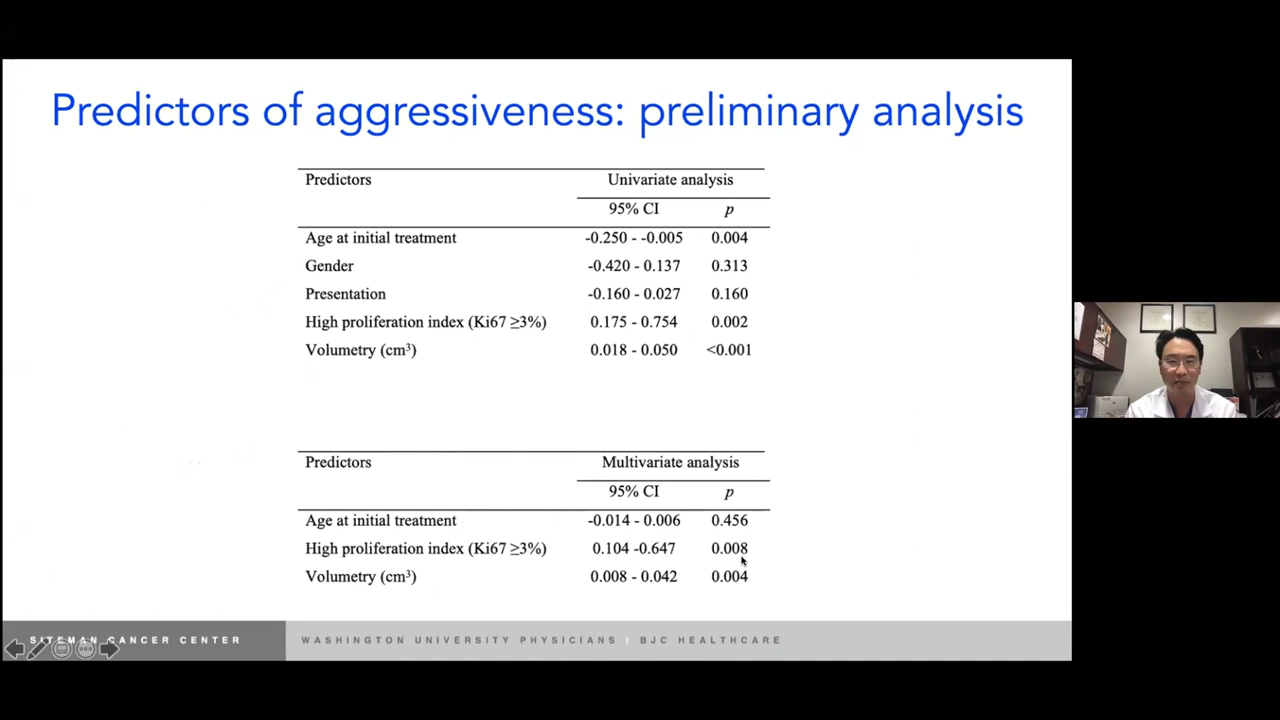 Predictors of aggressiveness: preliminary analysis
Predictors Univariate analysis
95% CI p
Age at initial treatment -0.250 - -0.005 0.004
Gender -0.420 - 0.137 0.313
Presentation -0.160 - 0.027 0.160
High proliferation index (Ki67 ≥3%) 0.175 - 0.754 0.002
Volumetry (cm³) 0.018 - 0.050 <0.001
Predictors Multivariate analysis
95% CI p
Age at initial treatment -0.014 - 0.006 0.456
High proliferation index (Ki67 ≥3%) 0.104 -0.647 0.008
Volumetry (cm³) 0.008 - 0.042 0.004
SITEMAN CANCER CENTER WASHINGTON UNIVERSITY PHYSICIANS | BJC HEALTHCARE